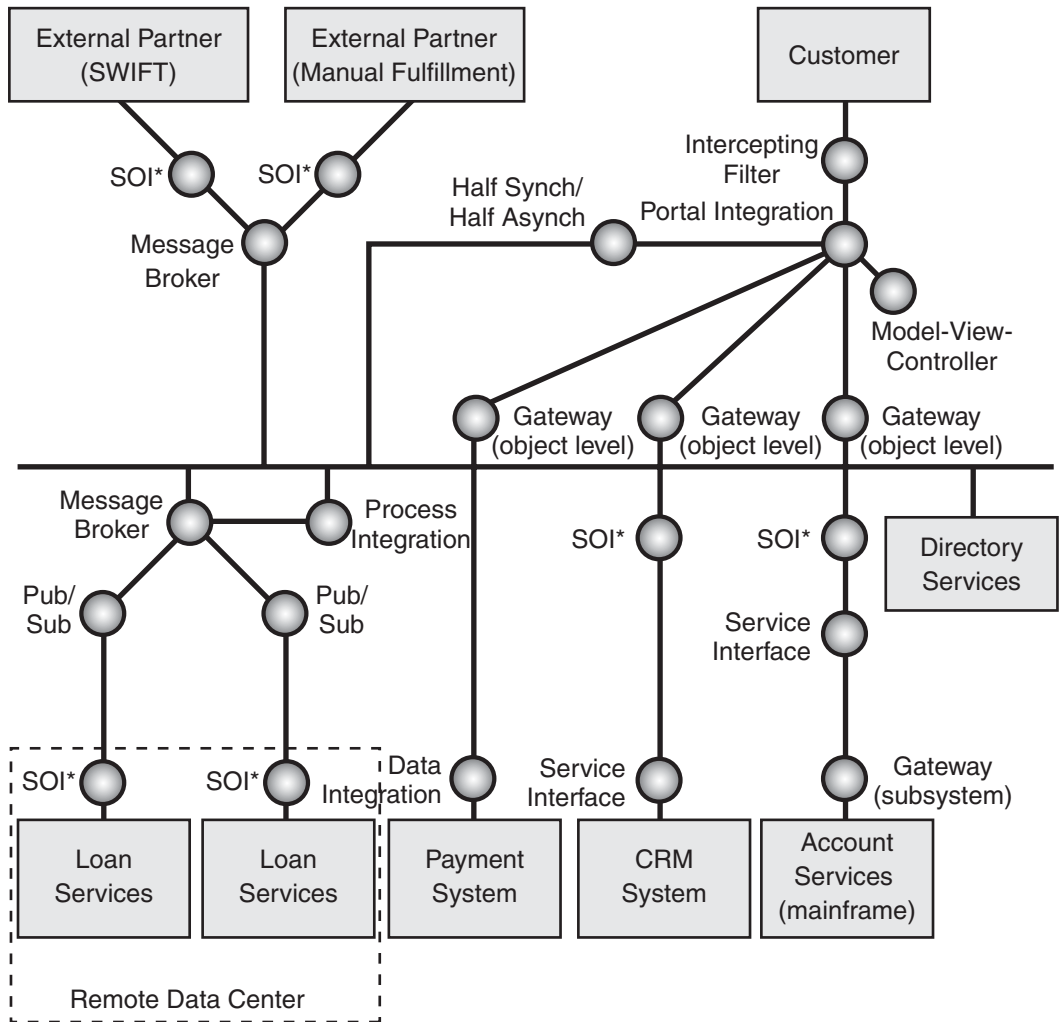 External Partner
(SWIFT)
External Partner
(Manual Fulfillment)
Customer
Intercepting
Filter
SOI*
SOI*
Half Synch/
Half Asynch
Portal Integration
Message
Broker
Model-View-
Controller
Gateway
(object level)
Gateway
(object level)
Gateway
(object level)
Message
Broker
Process
Integration
SOI*
SOI*
Directory
Services
Pub/
Sub
Pub/
Sub
Service
Interface
SOI*
SOI*
Data
Integration
Service
Interface
Gateway
(subsystem)
Loan
Services
Loan
Services
Payment
System
CRM
System
Account
Services
(mainframe)
Remote Data Center